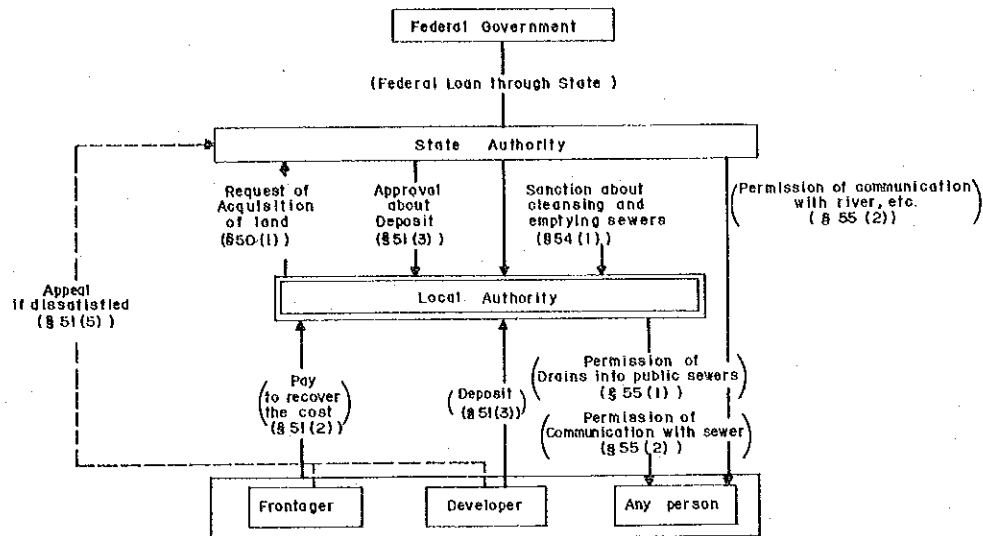 Federal Government
(Federal Loan through State)
State Authority
Request of
Acquisition
of land
(§50(1))
Approval
about
Deposit
(§51(3))
Sanction about
cleansing and
emptying sewers
(§54(1))
(Permission of communication
with river, etc.
(§ 55 (2))
Local Authority
Appeal
if dissatisfied
(§ 51(5) )
Pay
to recover
the cost
(§ 51(2))
(Deposit
(§ 51(3))
Permission of
Drains into public sewers
(§ 55(1) )
Permission of
Communication with sewer
(§ 55 (2) )
Frontager
Developer
Any person